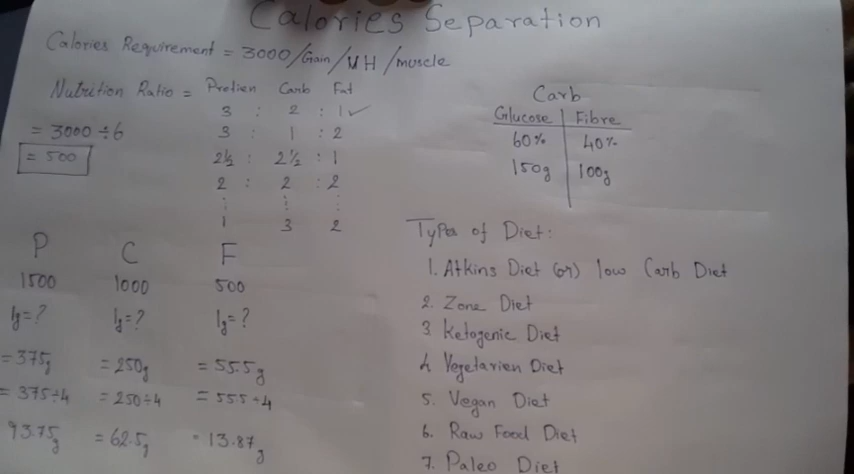 Calories Separation
Calories Requirement = 3000/Gain/MH/muscle
Nutrition Ratio = Protien Carb Fat
3 : 2 : 1 ✓
= 3000 ÷ 6
3 : 1 : 2
= 500
2½ : 2½ : 1
2 : 2 : 2
⋮ ⋮ ⋮
1 3 2
P C F
1500 1000 500
1g=? 1g=? 1g=?
= 375g = 250g = 55.5g
= 375÷4 = 250÷4 = 555÷4
93.75g = 62.5g = 13.87g
Carb
Glucose Fibre
60% 40%
150g 100g
Types of Diet:
1. Atkins Diet (or) low Carb Diet
2. Zone Diet
3 Ketogenic Diet
4 Vegetarien Diet
5. Vegan Diet
6. Raw Food Diet
7. Paleo Diet